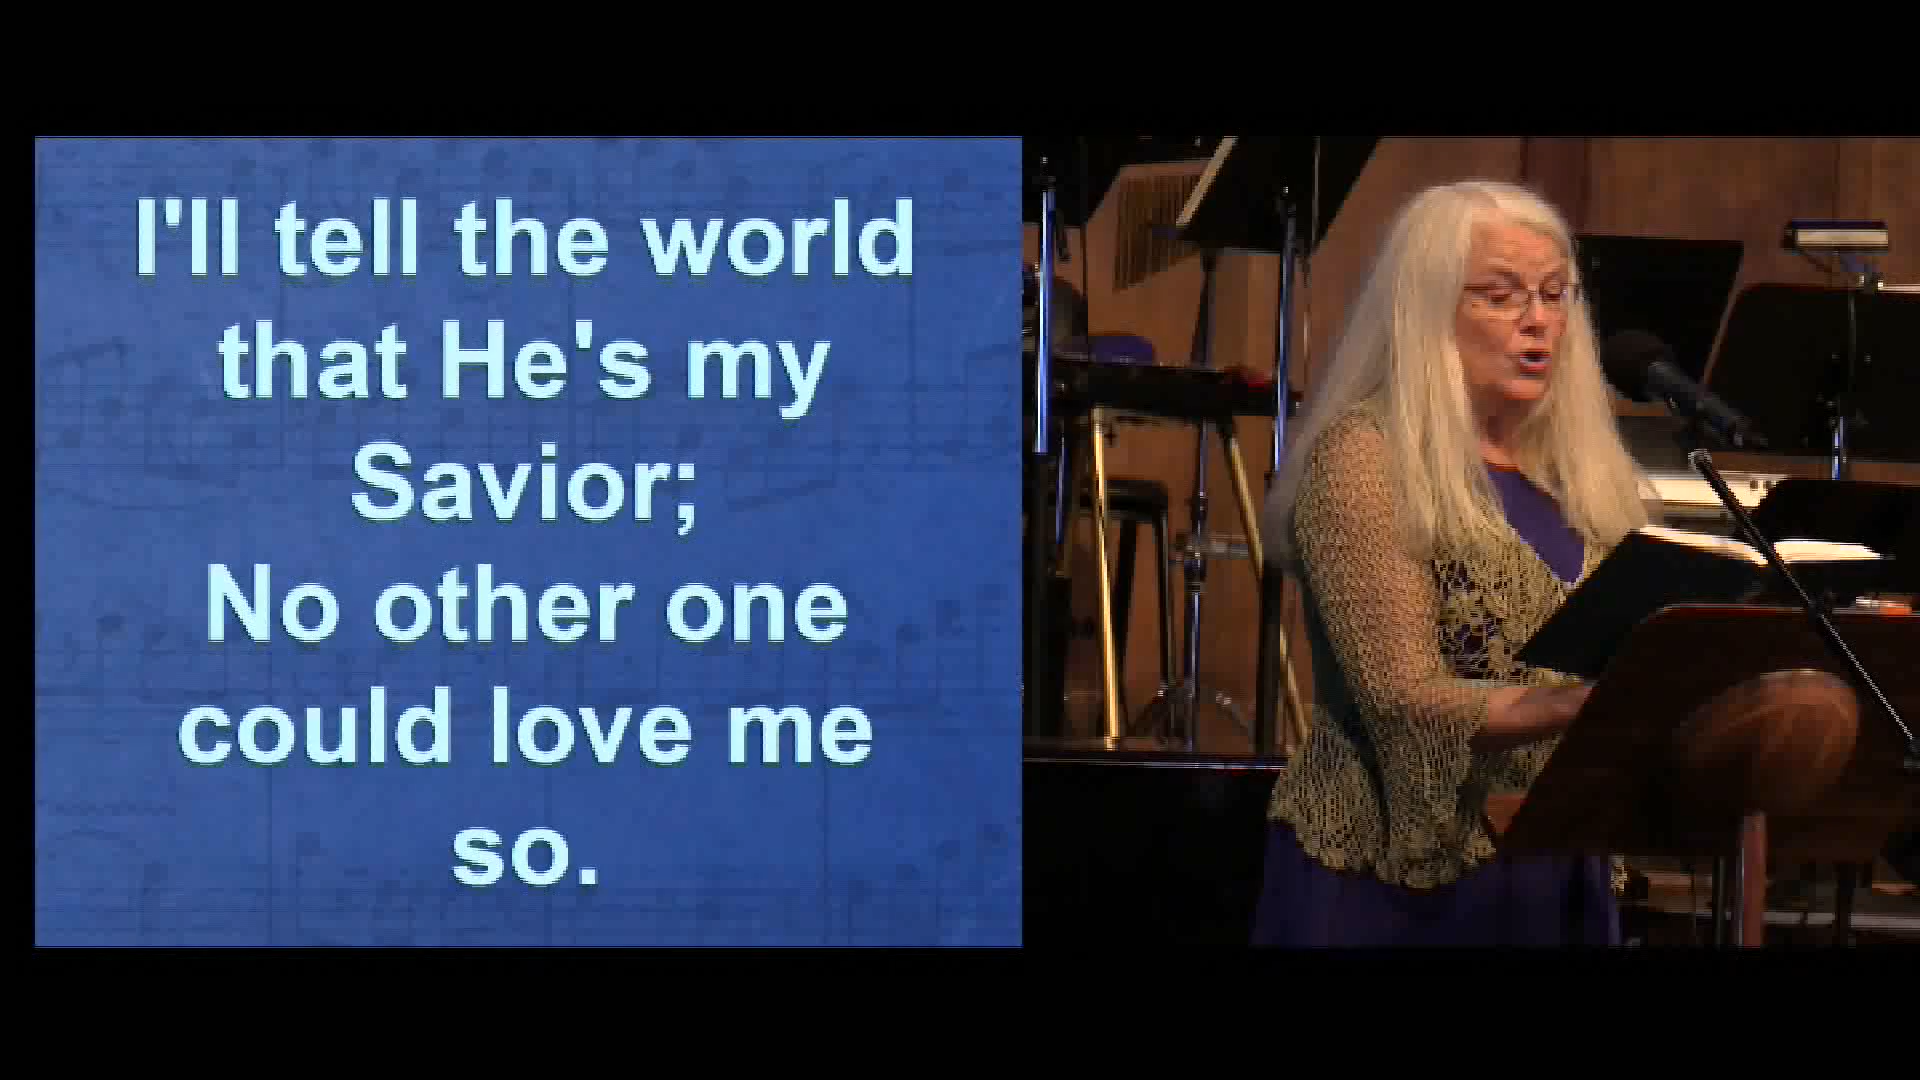 I'll tell the world
that He's my
Savior;
No other one
could love me
so.